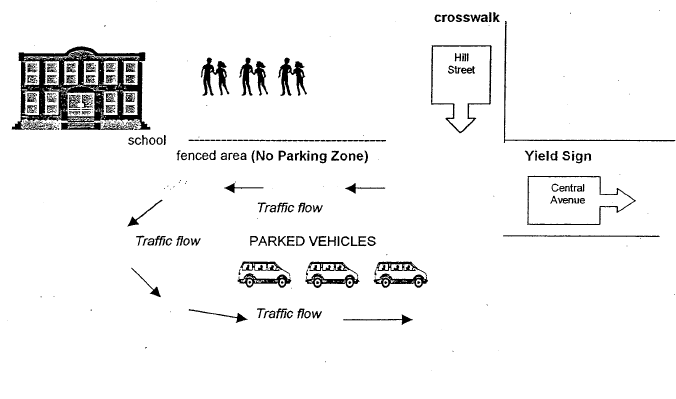 crosswalk
Hill
Street
school
fenced area (No Parking Zone)
Yield Sign
Central
Avenue
Traffic flow
Traffic flow
PARKED VEHICLES
Traffic flow